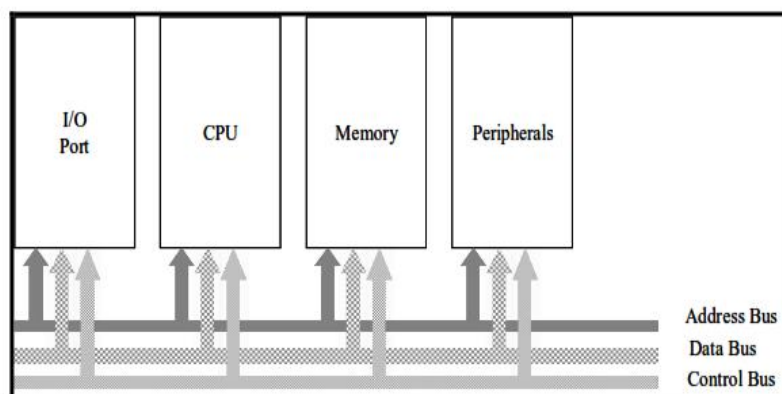 I/O
Port
CPU
Memory
Peripherals
Address Bus
Data Bus
Control Bus